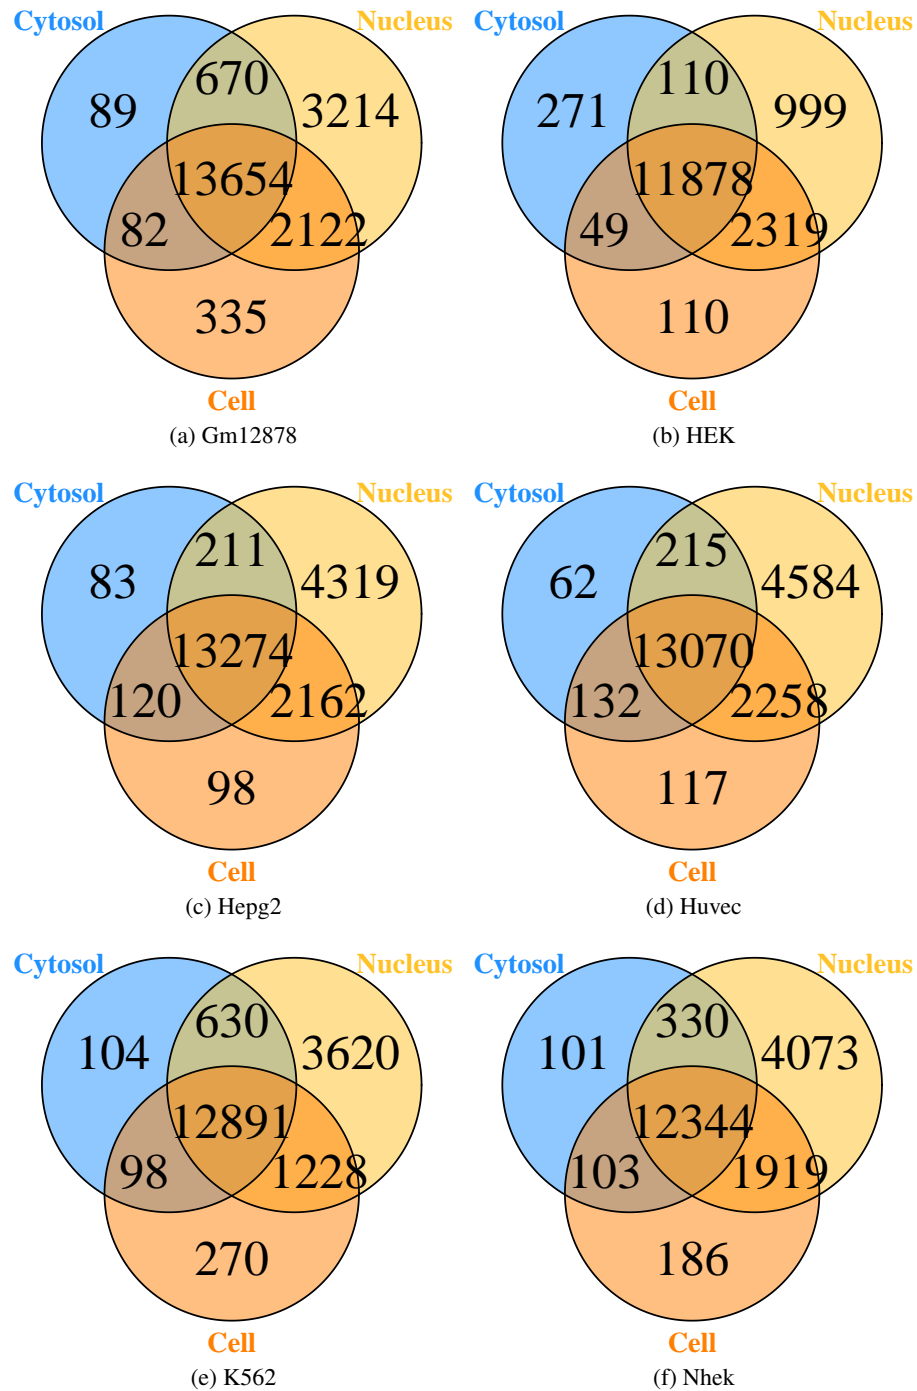 Cytosol Nucleus Cytosol Nucleus
670 110
89 3214 271 999
13654 11878
82 2122 49 2319
335 110
Cell Cell
(a) Gm12878 (b) HEK
Cytosol Nucleus Cytosol Nucleus
211 215
83 4319 62 4584
13274 13070
120 2162 132 2258
98 117
Cell Cell
(c) Hepg2 (d) Huvec
Cytosol Nucleus Cytosol Nucleus
630 330
104 3620 101 4073
12891 12344
98 1228 103 1919
270 186
Cell Cell
(e) K562 (f) Nhek